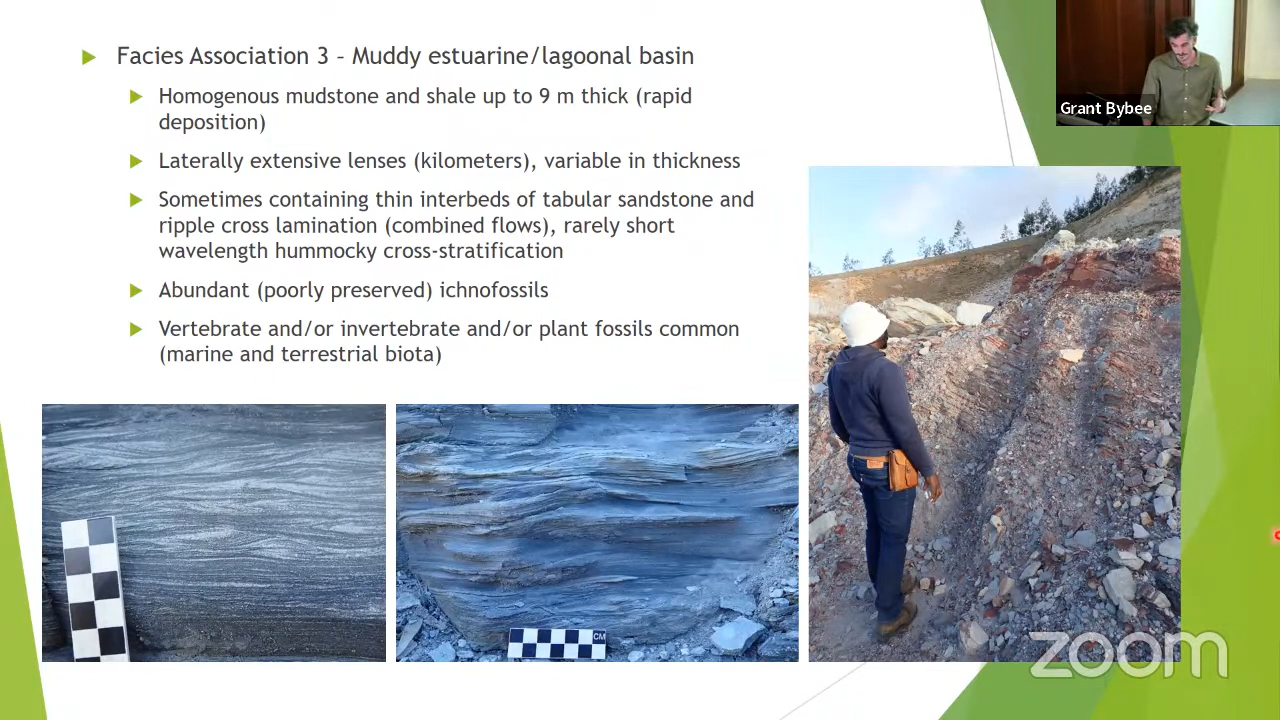 Facies Association 3 – Muddy estuarine/lagoonal basin
Homogenous mudstone and shale up to 9 m thick (rapid
deposition)
Laterally extensive lenses (kilometers), variable in thickness
Sometimes containing thin interbeds of tabular sandstone and
ripple cross lamination (combined flows), rarely short
wavelength hummocky cross-stratification
Abundant (poorly preserved) ichnofossils
Vertebrate and/or invertebrate and/or plant fossils common
(marine and terrestrial biota)
Grant Bybee
CM
zoom